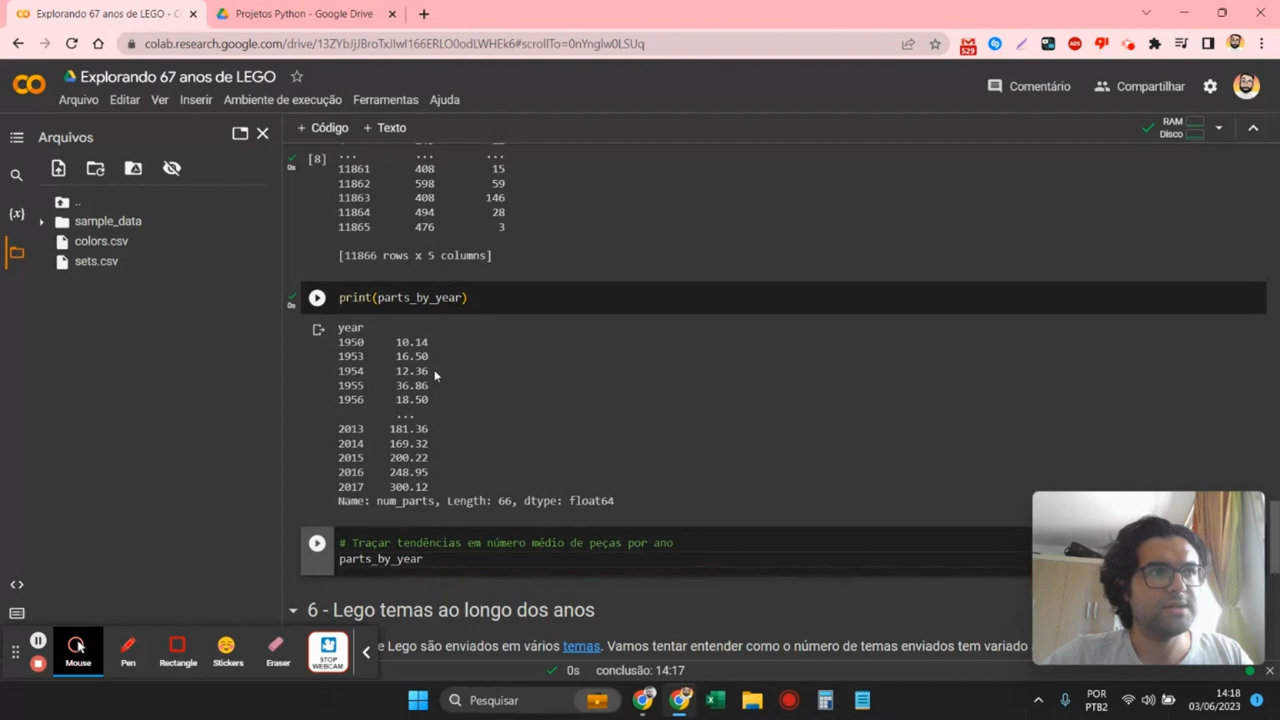 Explorando 67 anos de LEGO - C
Projetos Python - Google Drive
colab.research.google.com/drive/13ZYbJjJBroTxJIwI166ERLO0odLWHEk6#scrollTo=0nYngIw0LSUq
529
ABP
CO
Explorando 67 anos de LEGO
Arquivo Editar Ver Inserir Ambiente de execução Ferramentas Ajuda
Comentário
Compartilhar
Arquivos
+ Código + Texto
RAM
Disco
..
sample_data
colors.csv
sets.csv
{x}
0s
[8]
... ... ...
11861 408 15
11862 598 59
11863 408 146
11864 494 28
11865 476 3
[11866 rows x 5 columns]
0s
print(parts_by_year)
year
1950 10.14
1953 16.50
1954 12.36
1955 36.86
1956 18.50
...
2013 181.36
2014 169.32
2015 200.22
2016 248.95
2017 300.12
Name: num_parts, Length: 66, dtype: float64
# Traçar tendências em número médio de peças por ano
parts_by_year
6 - Lego temas ao longo dos anos
e Lego são enviados em vários temas. Vamos tentar entender como o número de temas enviados tem variado
0s conclusão: 14:17
Mouse
Pen
Rectangle
Stickers
Eraser
STOP
WEBCAM
Pesquisar
POR
PTB2
14:18
03/06/2023
1